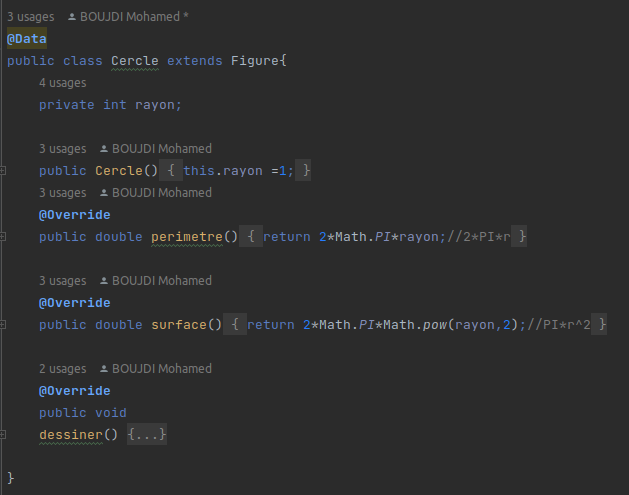 3 usages BOUJDI Mohamed *
@Data
public class Cercle extends Figure{
4 usages
private int rayon;
3 usages BOUJDI Mohamed
public Cercle() { this.rayon =1; }
3 usages BOUJDI Mohamed
@Override
public double perimetre() { return 2*Math.PI*rayon;//2*PI*r }
3 usages BOUJDI Mohamed
@Override
public double surface() { return 2*Math.PI*Math.pow(rayon,2);//PI*r^2 }
2 usages BOUJDI Mohamed
@Override
public void
dessiner() {...}
}